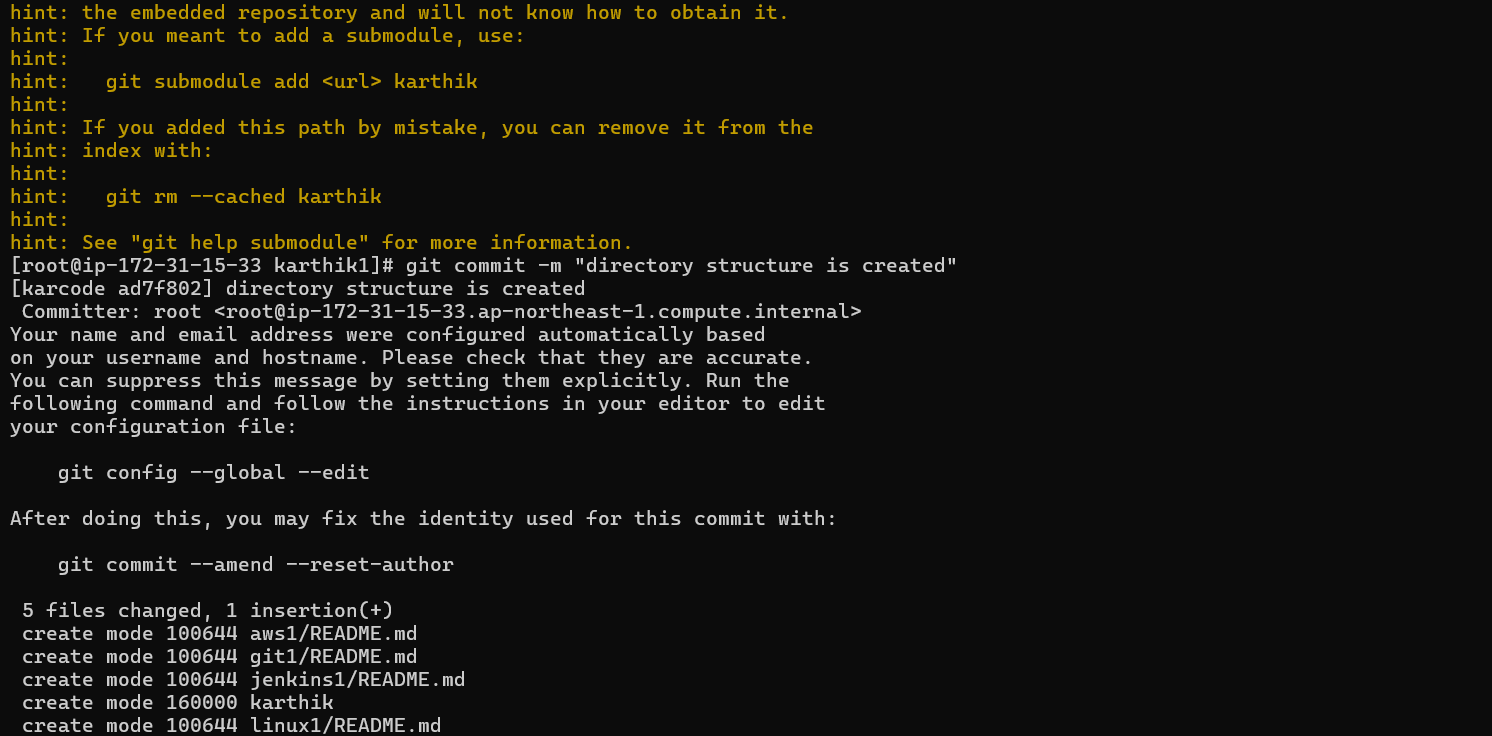 hint: the embedded repository and will not know how to obtain it.
hint: If you meant to add a submodule, use:
hint:
hint:   git submodule add <url> karthik
hint:
hint: If you added this path by mistake, you can remove it from the
hint: index with:
hint:
hint:   git rm --cached karthik
hint:
hint: See "git help submodule" for more information.
[root@ip-172-31-15-33 karthik1]# git commit -m "directory structure is created"
[karcode ad7f802] directory structure is created
 Committer: root <root@ip-172-31-15-33.ap-northeast-1.compute.internal>
Your name and email address were configured automatically based
on your username and hostname. Please check that they are accurate.
You can suppress this message by setting them explicitly. Run the
following command and follow the instructions in your editor to edit
your configuration file:

    git config --global --edit

After doing this, you may fix the identity used for this commit with:

    git commit --amend --reset-author

 5 files changed, 1 insertion(+)
 create mode 100644 aws1/README.md
 create mode 100644 git1/README.md
 create mode 100644 jenkins1/README.md
 create mode 160000 karthik
 create mode 100644 linux1/README.md